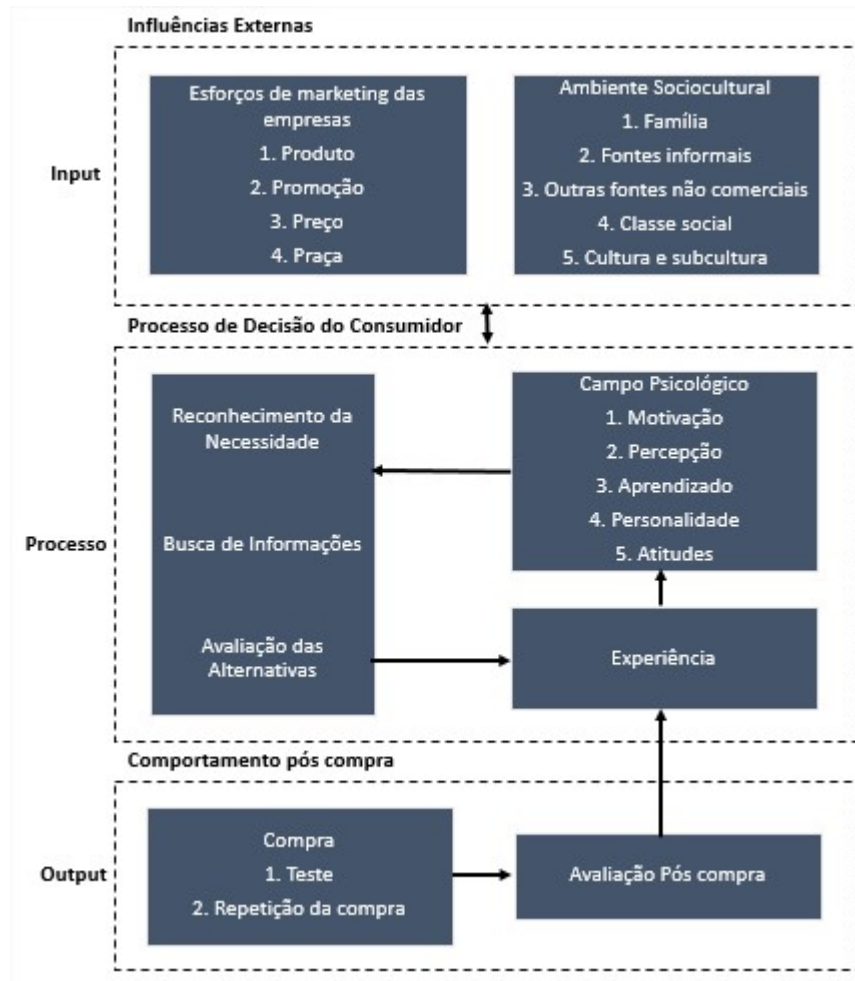 Influências Externas
Input
Esforços de marketing das
empresas
1. Produto
2. Promoção
3. Preço
4. Praça
Ambiente Sociocultural
1. Família
2. Fontes informais
3. Outras fontes não comerciais
4. Classe social
5. Cultura e subcultura
Processo de Decisão do Consumidor
Processo
Reconhecimento da
Necessidade
Busca de Informações
Avaliação das
Alternativas
Campo Psicológico
1. Motivação
2. Percepção
3. Aprendizado
4. Personalidade
5. Atitudes
Experiência
Comportamento pós compra
Output
Compra
1. Teste
2. Repetição da compra
Avaliação Pós compra